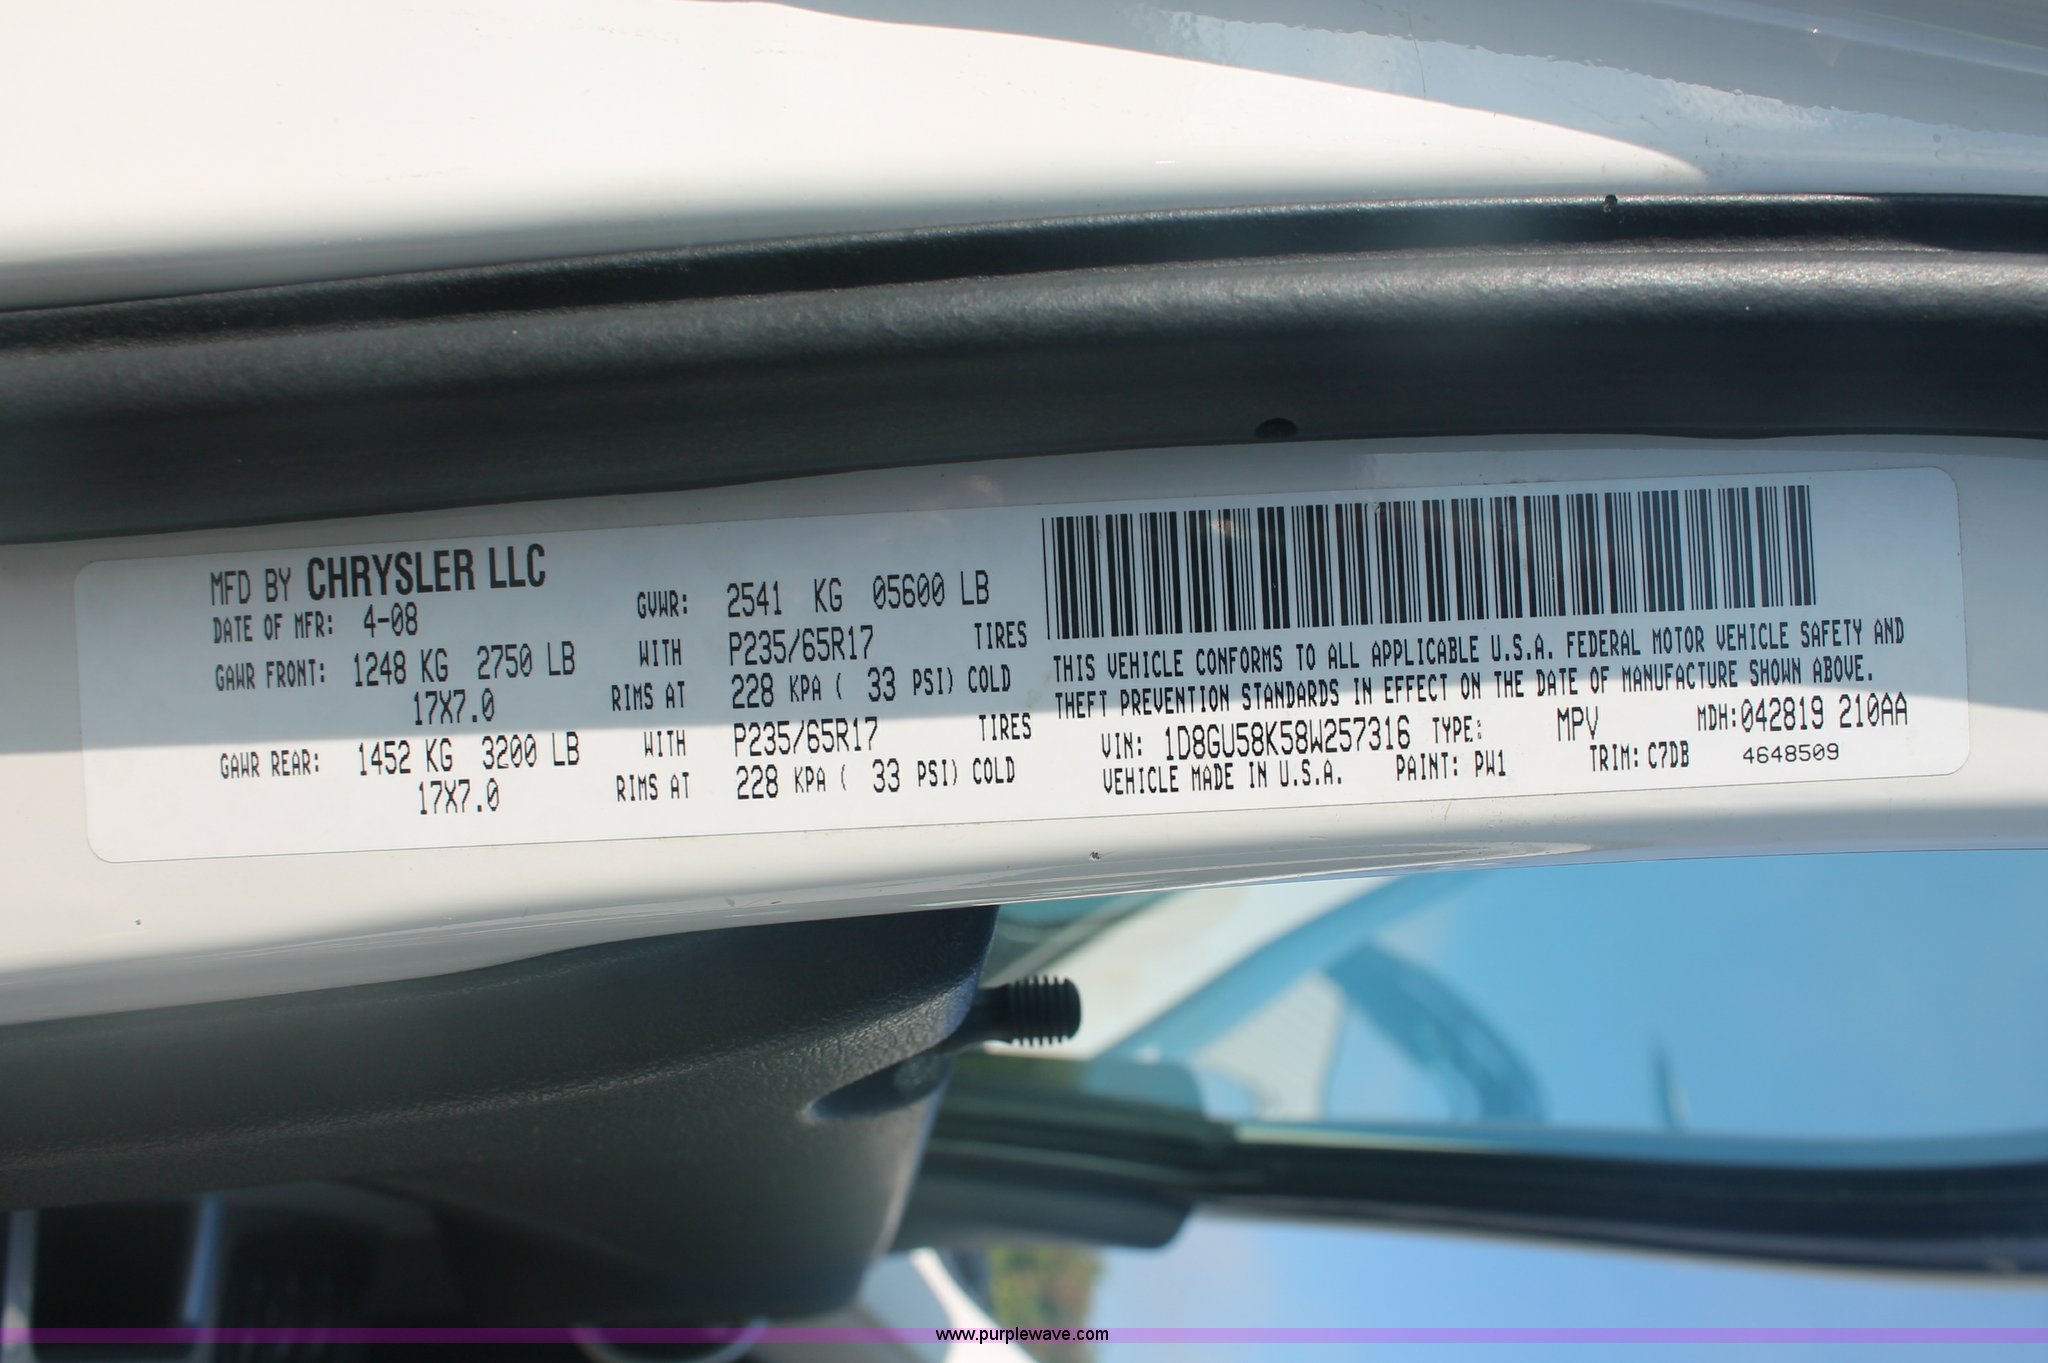 MFD BY CHRYSLER LLC
DATE OF MFR: 4-08
GVWR: 2541 KG 05600 LB
GAWR FRONT: 1248 KG 2750 LB WITH P235/65R17 TIRES
17X7.0 RIMS AT 228 KPA ( 33 PSI) COLD
GAWR REAR: 1452 KG 3200 LB WITH P235/65R17 TIRES
17X7.0 RIMS AT 228 KPA ( 33 PSI) COLD
THIS VEHICLE CONFORMS TO ALL APPLICABLE U.S.A. FEDERAL MOTOR VEHICLE SAFETY AND
THEFT PREVENTION STANDARDS IN EFFECT ON THE DATE OF MANUFACTURE SHOWN ABOVE.
VIN: 1D8GU58K58W257316 TYPE: MPV MDH:042819 210AA
VEHICLE MADE IN U.S.A. PAINT: PW1 TRIM: C7DB 4648509
www.purplewave.com